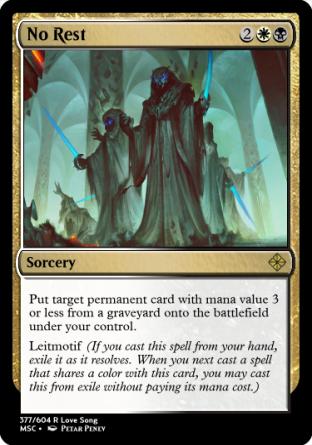 No Rest 2
Sorcery
Put target permanent card with mana value 3
or less from a graveyard onto the battlefield
under your control.
Leitmotif (If you cast this spell from your hand,
exile it as it resolves. When you next cast a spell
that shares a color with this card, you may cast
this from exile without paying its mana cost.)
377/604 R Love Song
MSC • Petar Penev